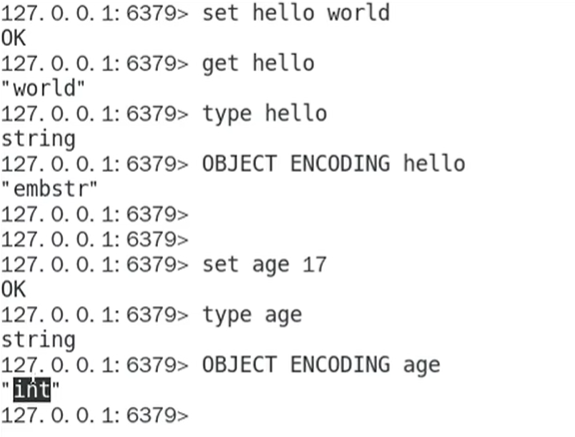 127.0.0.1:6379> set hello world
OK
127.0.0.1:6379> get hello
"world"
127.0.0.1:6379> type hello
string
127.0.0.1:6379> OBJECT ENCODING hello
"embstr"
127.0.0.1:6379>
127.0.0.1:6379>
127.0.0.1:6379> set age 17
OK
127.0.0.1:6379> type age
string
127.0.0.1:6379> OBJECT ENCODING age
"int"
127.0.0.1:6379>